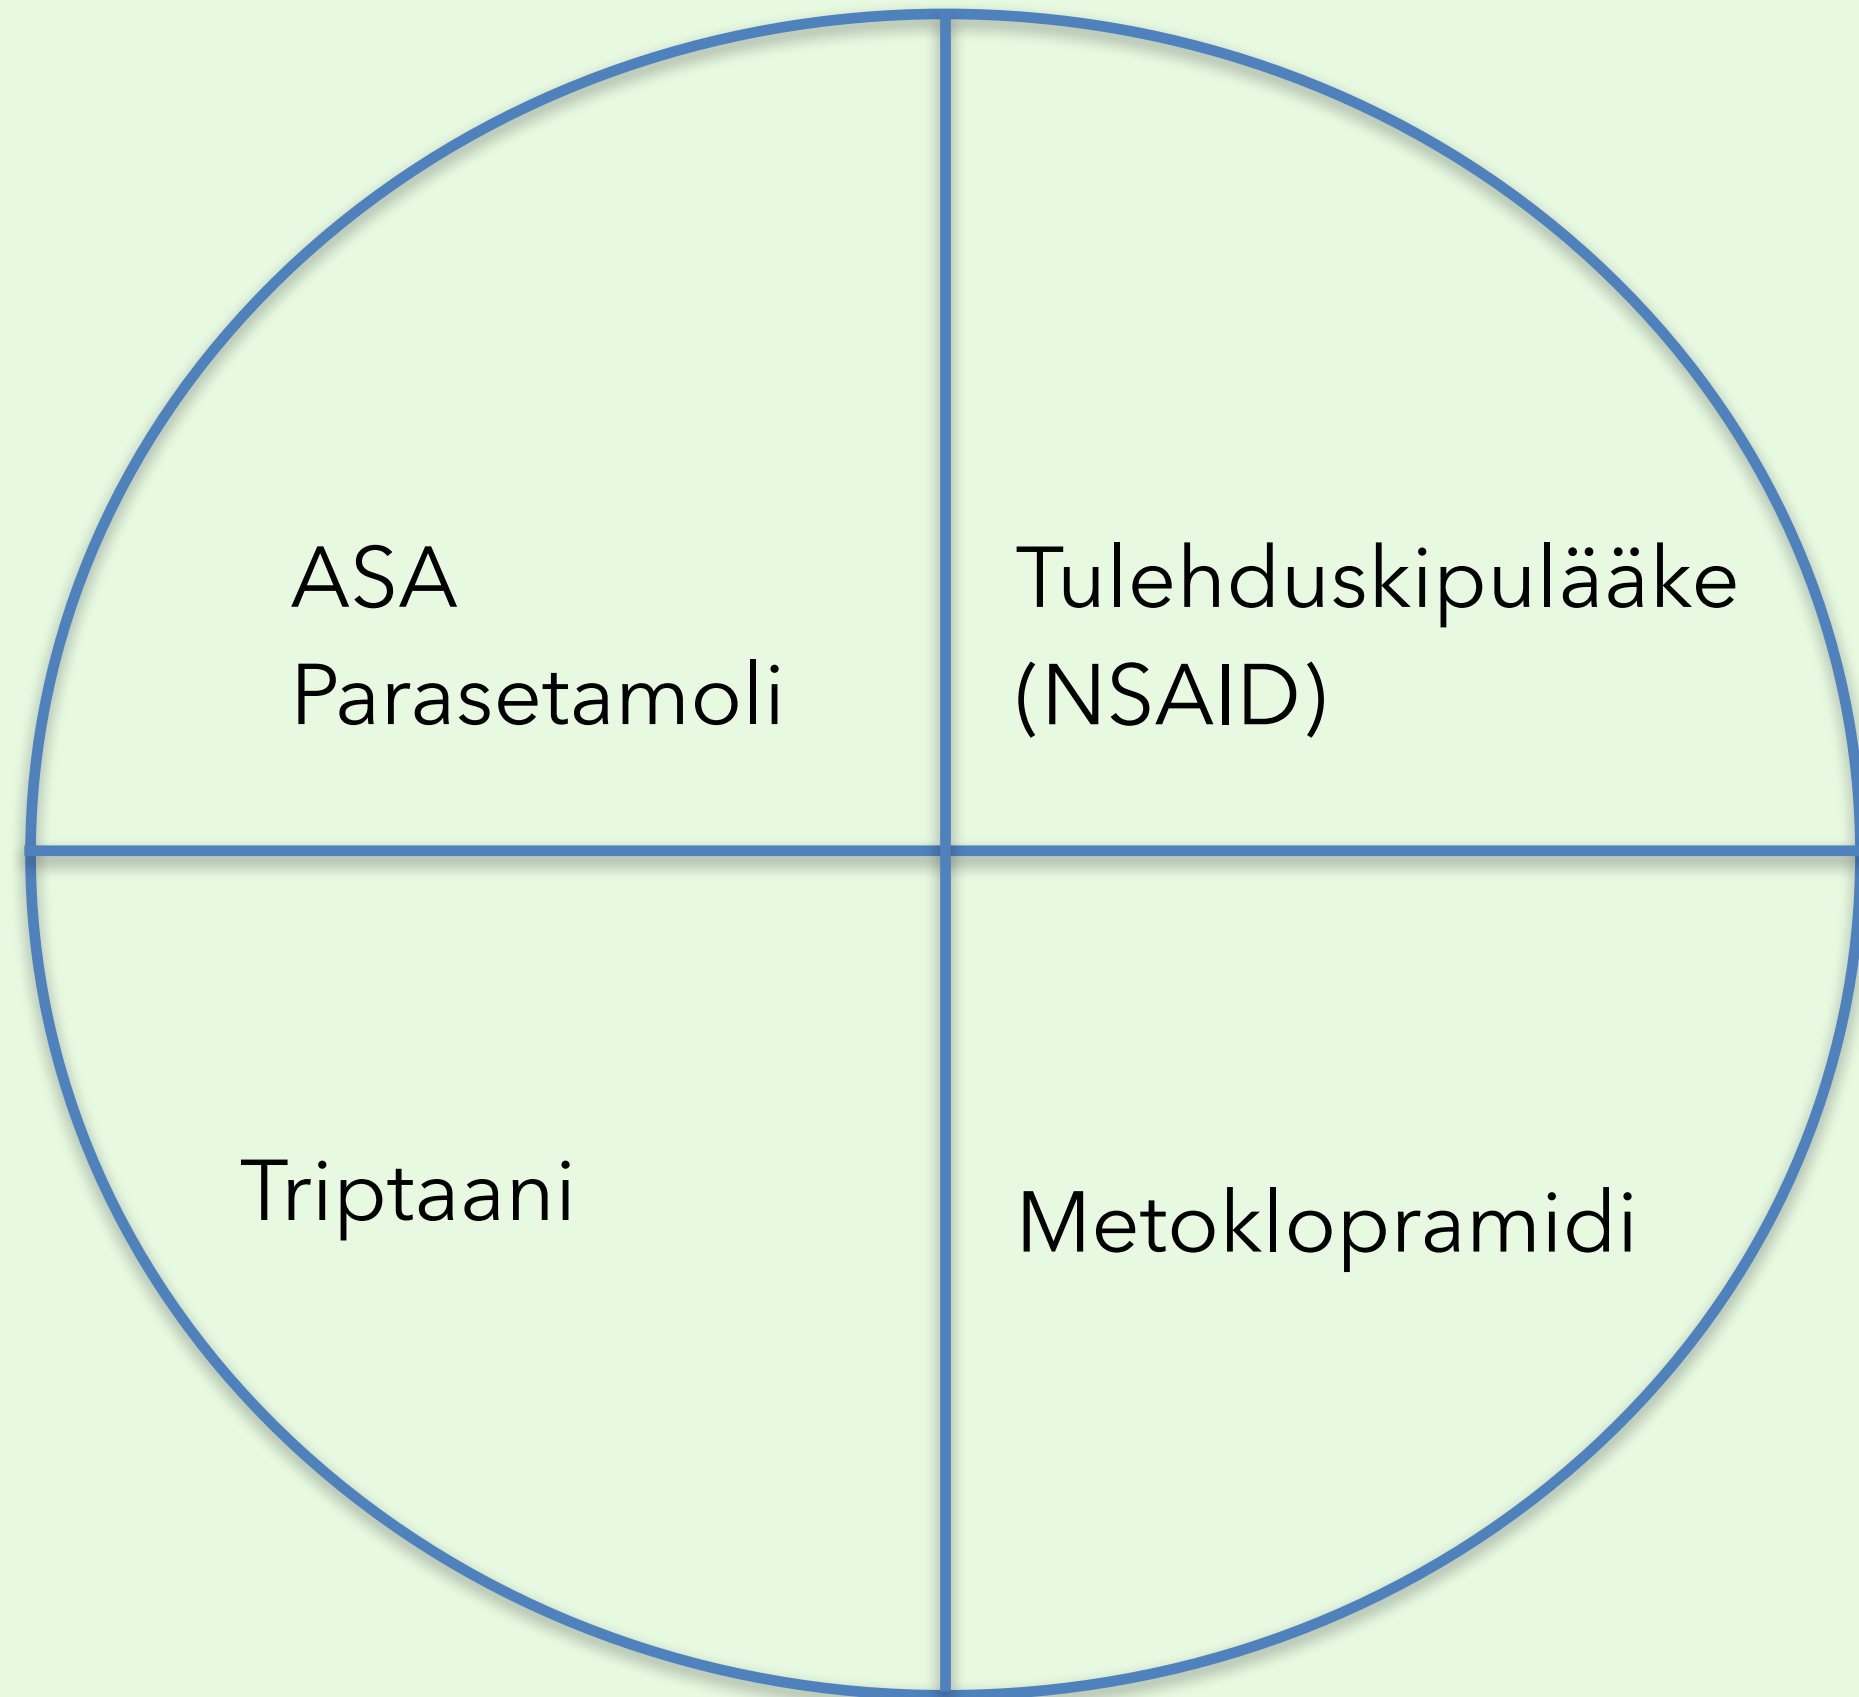 ASA
Parasetamoli
Tulehduskipulääke
(NSAID)
Triptaani
Metoklopramidi